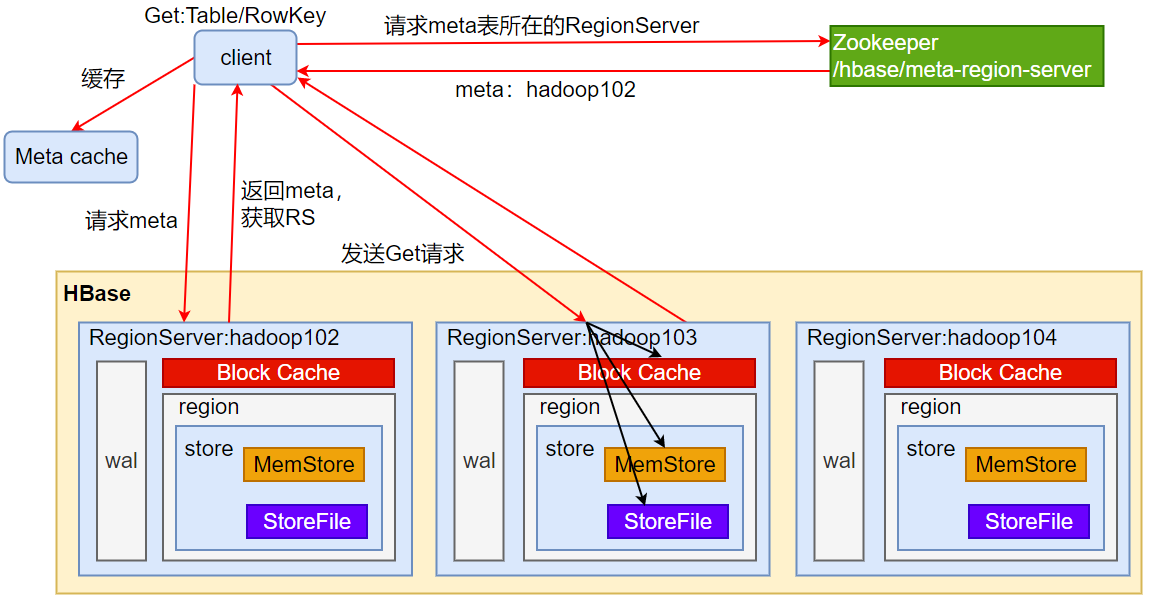 Get:Table/RowKey
client
请求meta表所在的RegionServer
Zookeeper
/hbase/meta-region-server
meta：hadoop102
缓存
Meta cache
请求meta
返回meta，
获取RS
发送Get请求
HBase
RegionServer:hadoop102
wal
Block Cache
region
store
MemStore
StoreFile
RegionServer:hadoop103
wal
Block Cache
region
store
MemStore
StoreFile
RegionServer:hadoop104
wal
Block Cache
region
store
MemStore
StoreFile